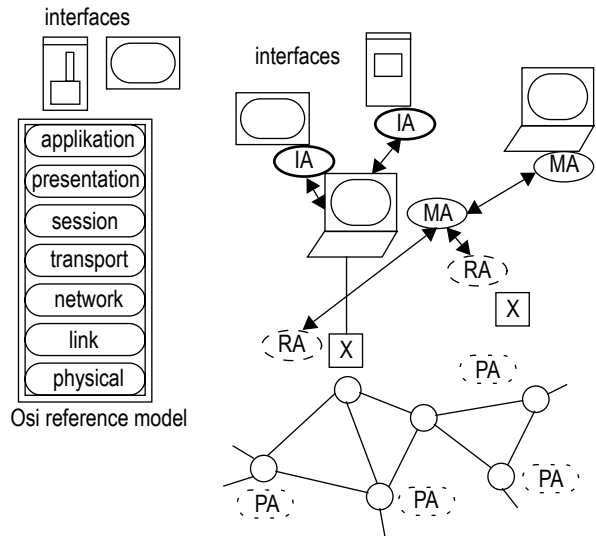 interfaces
applikation
presentation
session
transport
network
link
physical
Osi reference model
interfaces
IA
IA
MA
MA
RA
X
RA
X
PA
PA
PA
PA